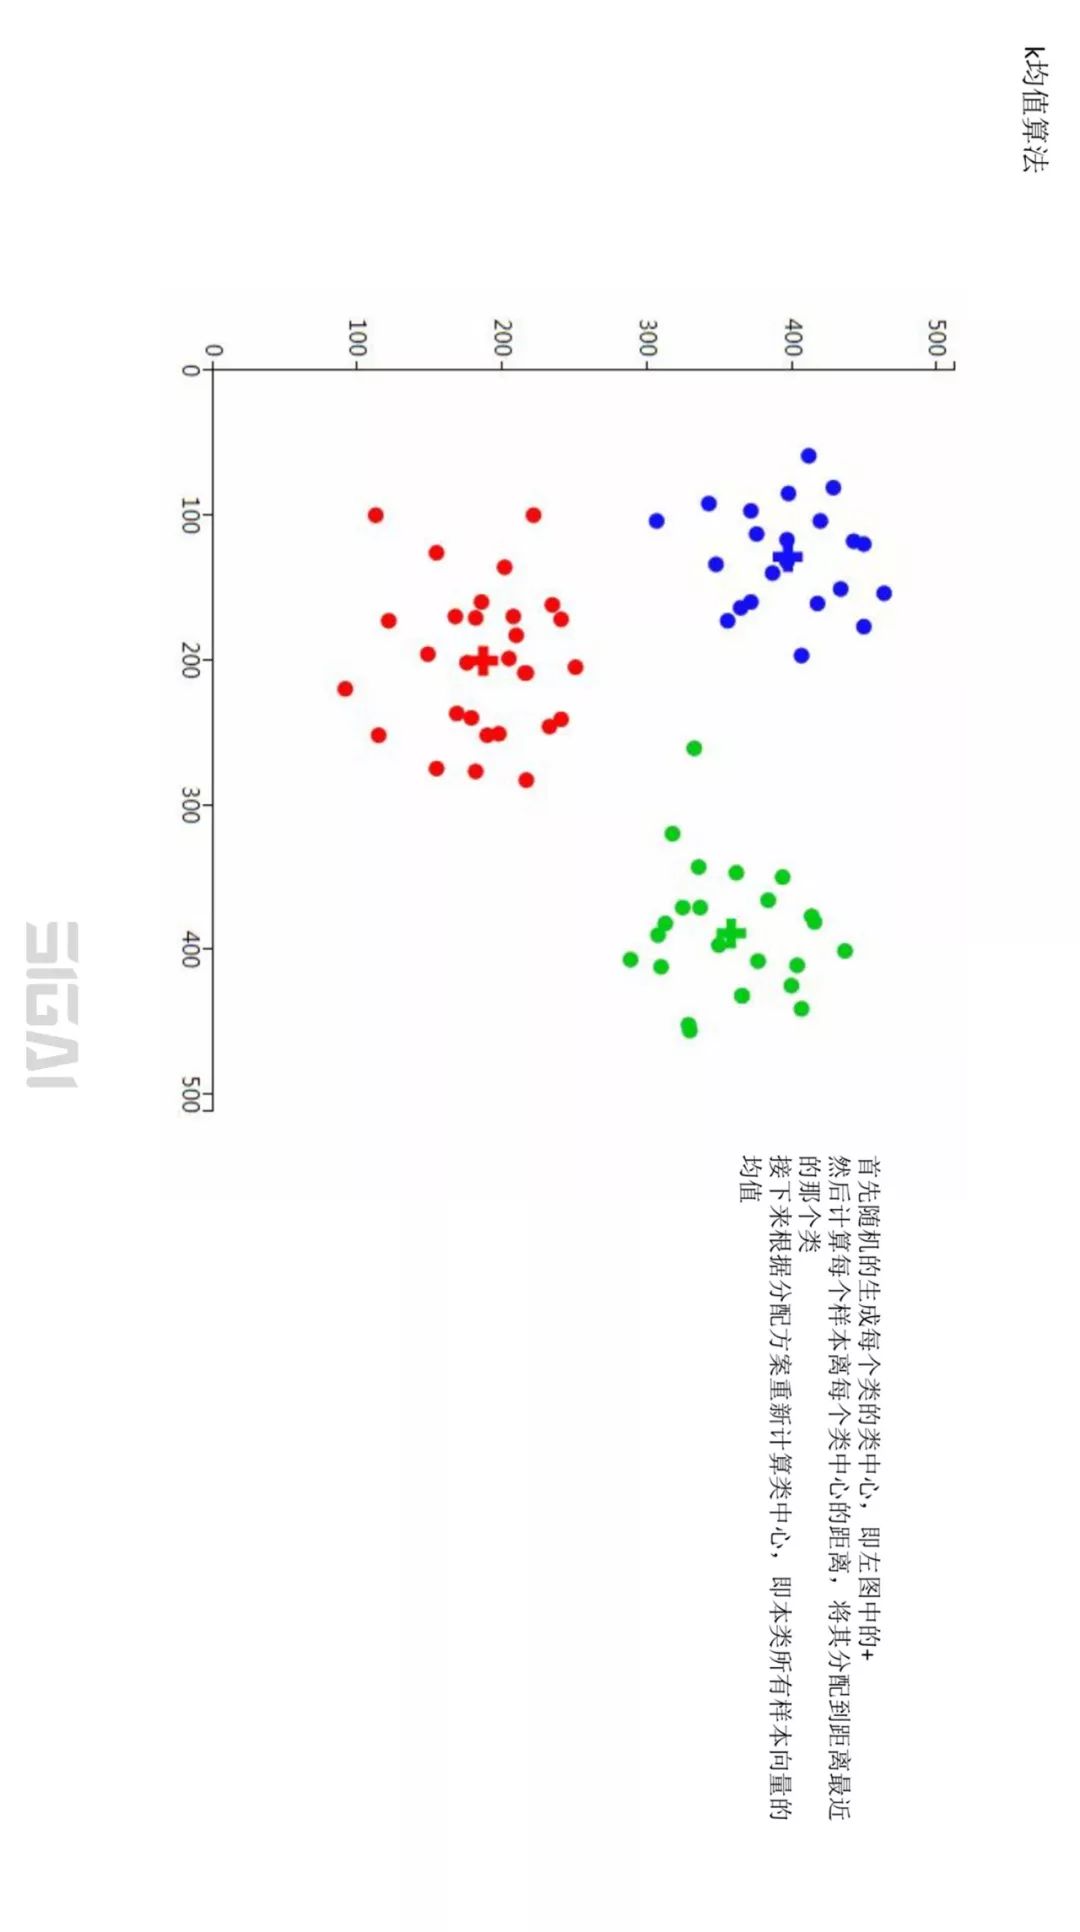 k均值算法
500
400
300
200
100
0
0
100
200
300
400
500
首先随机的生成每个类的类中心，即左图中的+
然后计算每个样本离每个类中心的距离，将其分配到距离最近
的那个类
接下来根据分配方案重新计算类中心，即本类所有样本向量的
均值
SIGAI